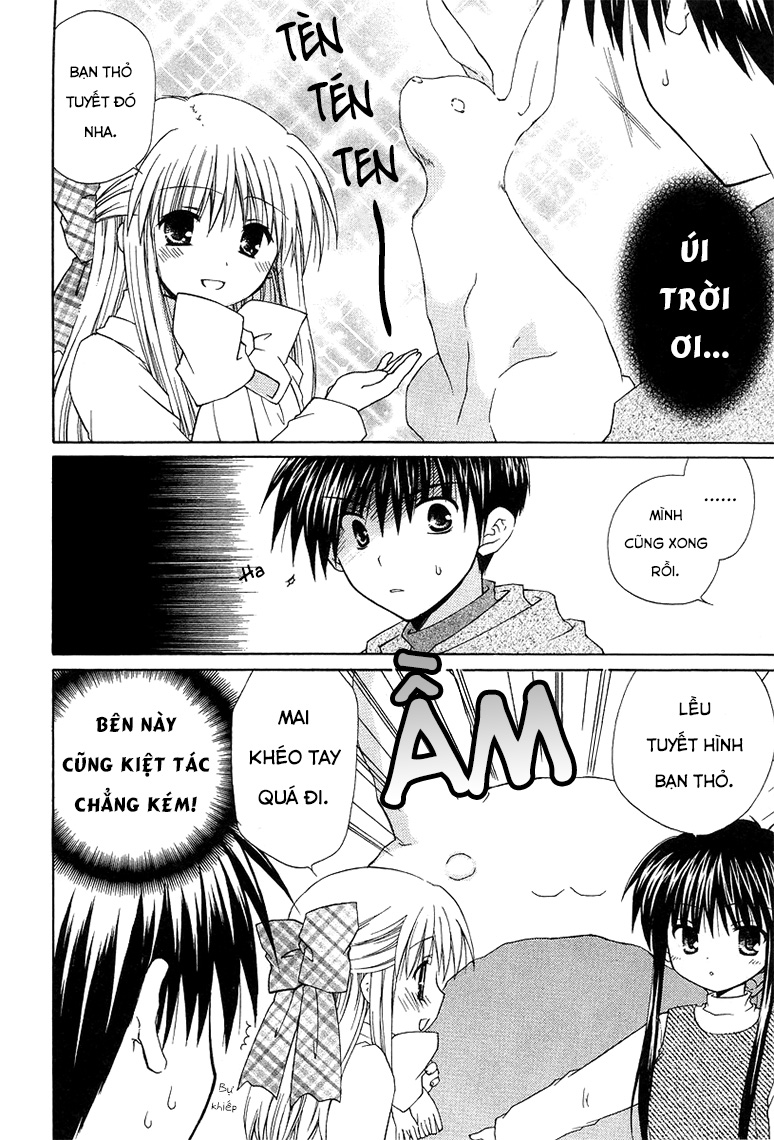 ÚI
TRỜI
ƠI...
TÈN
TÉN
TEN
BẠN THỎ
TUYẾT ĐÓ
NHA.
......
MÌNH
CŨNG XONG
RỒI.
Ha
LỀU
TUYẾT HÌNH
BẠN THỎ.
ẦM
MAI
KHÉO TAY
QUÁ ĐI.
BÊN NÀY
CŨNG KIỆT TÁC
CHẲNG KÉM!
Bự
khiếp